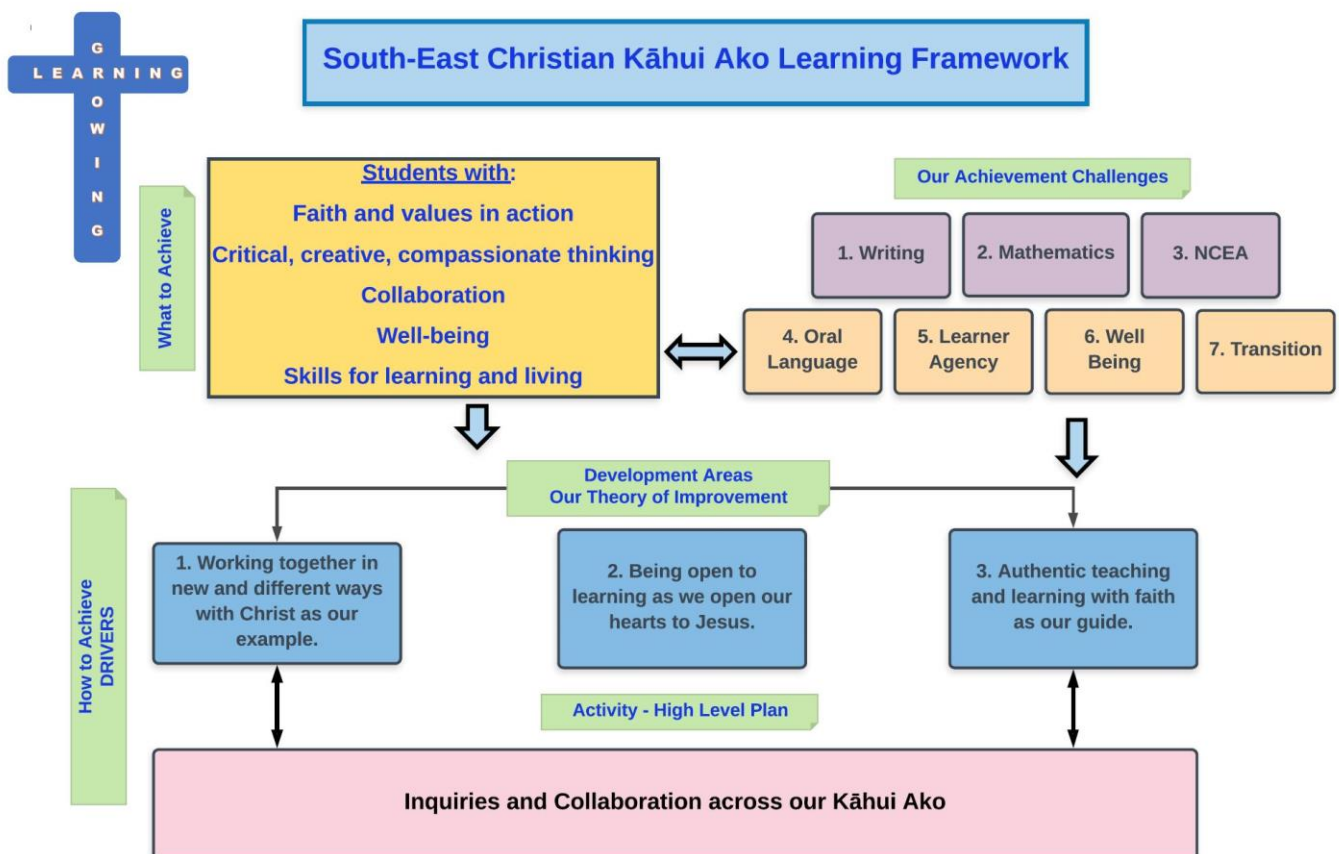 GROWING
LEARNING
South-East Christian Kāhui Ako Learning Framework
What to Achieve
Students with:
Faith and values in action
Critical, creative, compassionate thinking
Collaboration
Well-being
Skills for learning and living
Our Achievement Challenges
1. Writing
2. Mathematics
3. NCEA
4. Oral
Language
5. Learner
Agency
6. Well
Being
7. Transition
How to Achieve
DRIVERS
Development Areas
Our Theory of Improvement
1. Working together in
new and different ways
with Christ as our
example.
2. Being open to
learning as we open our
hearts to Jesus.
3. Authentic teaching
and learning with faith
as our guide.
Activity - High Level Plan
Inquiries and Collaboration across our Kāhui Ako